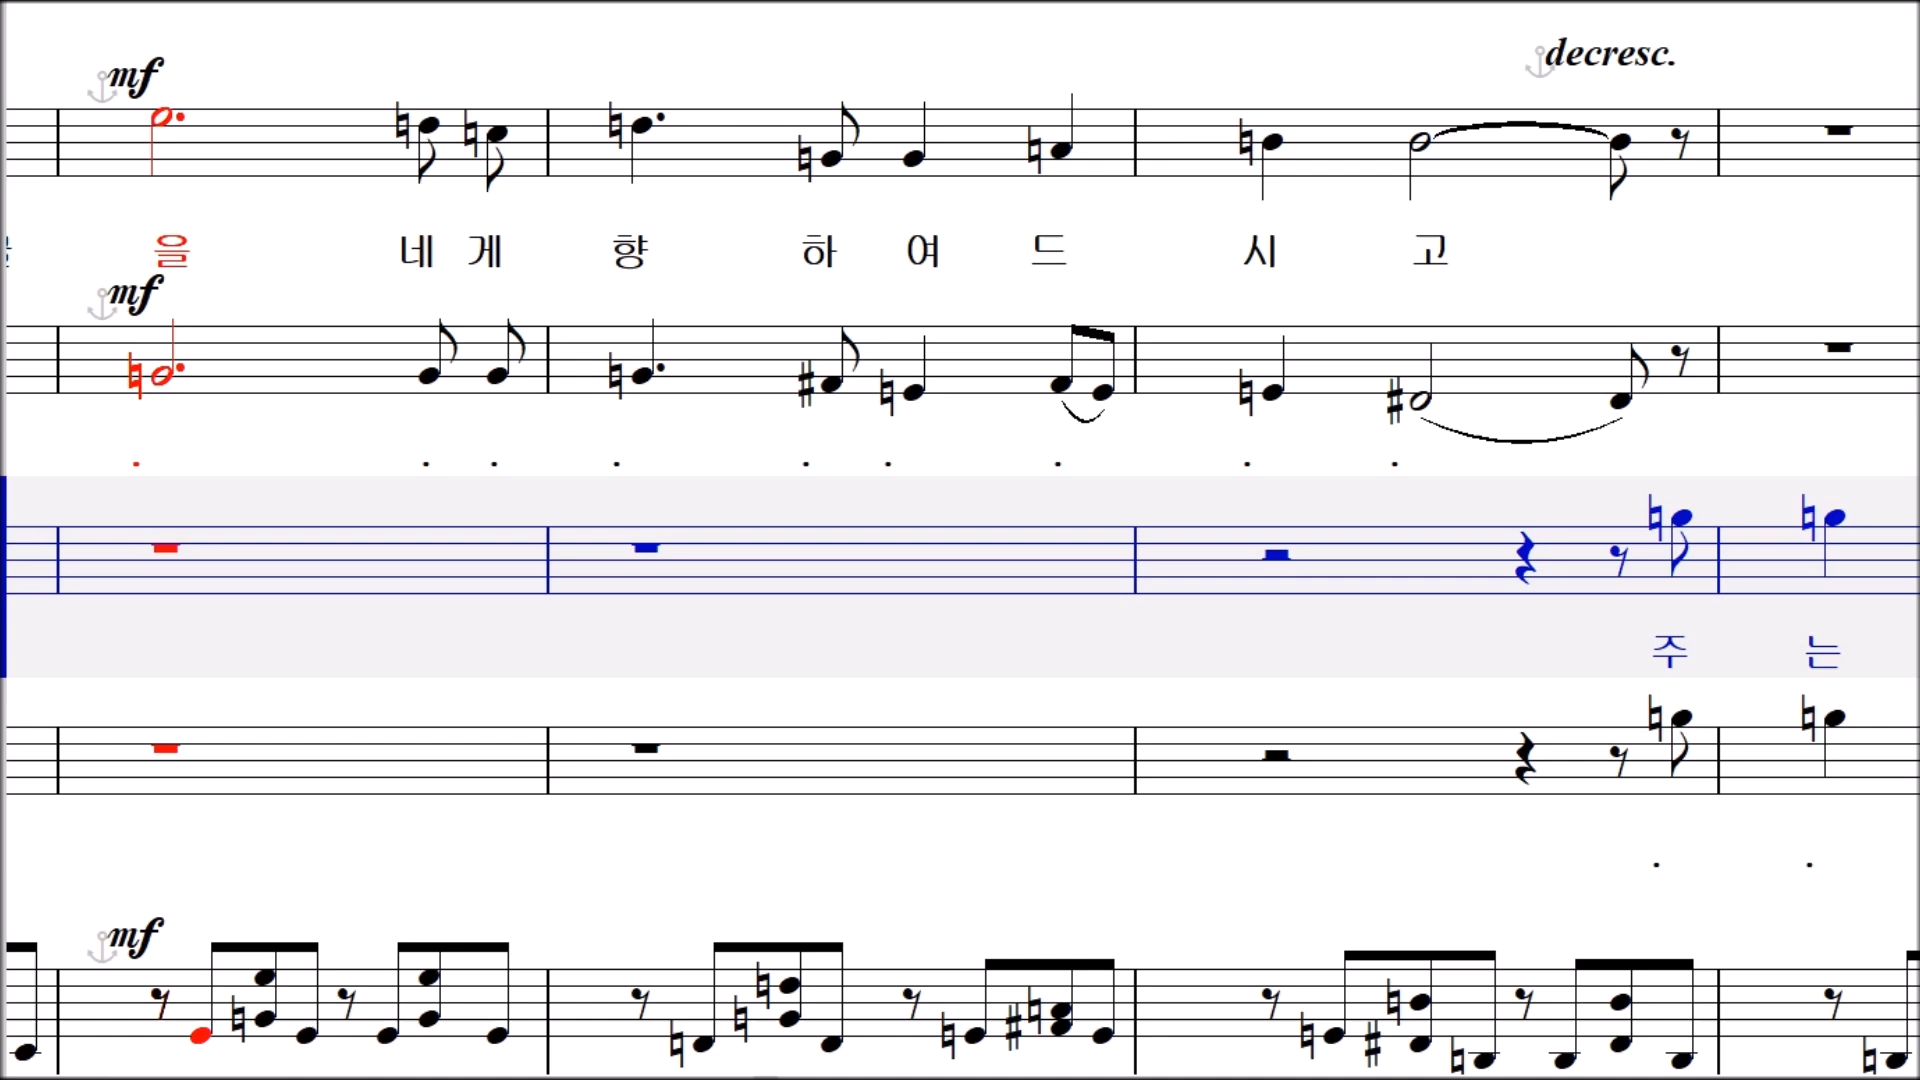 decresc.
mf
을 네 게 향 하 여 드 시 고
mf
. . . . . . . . .
주 는
. .
mf